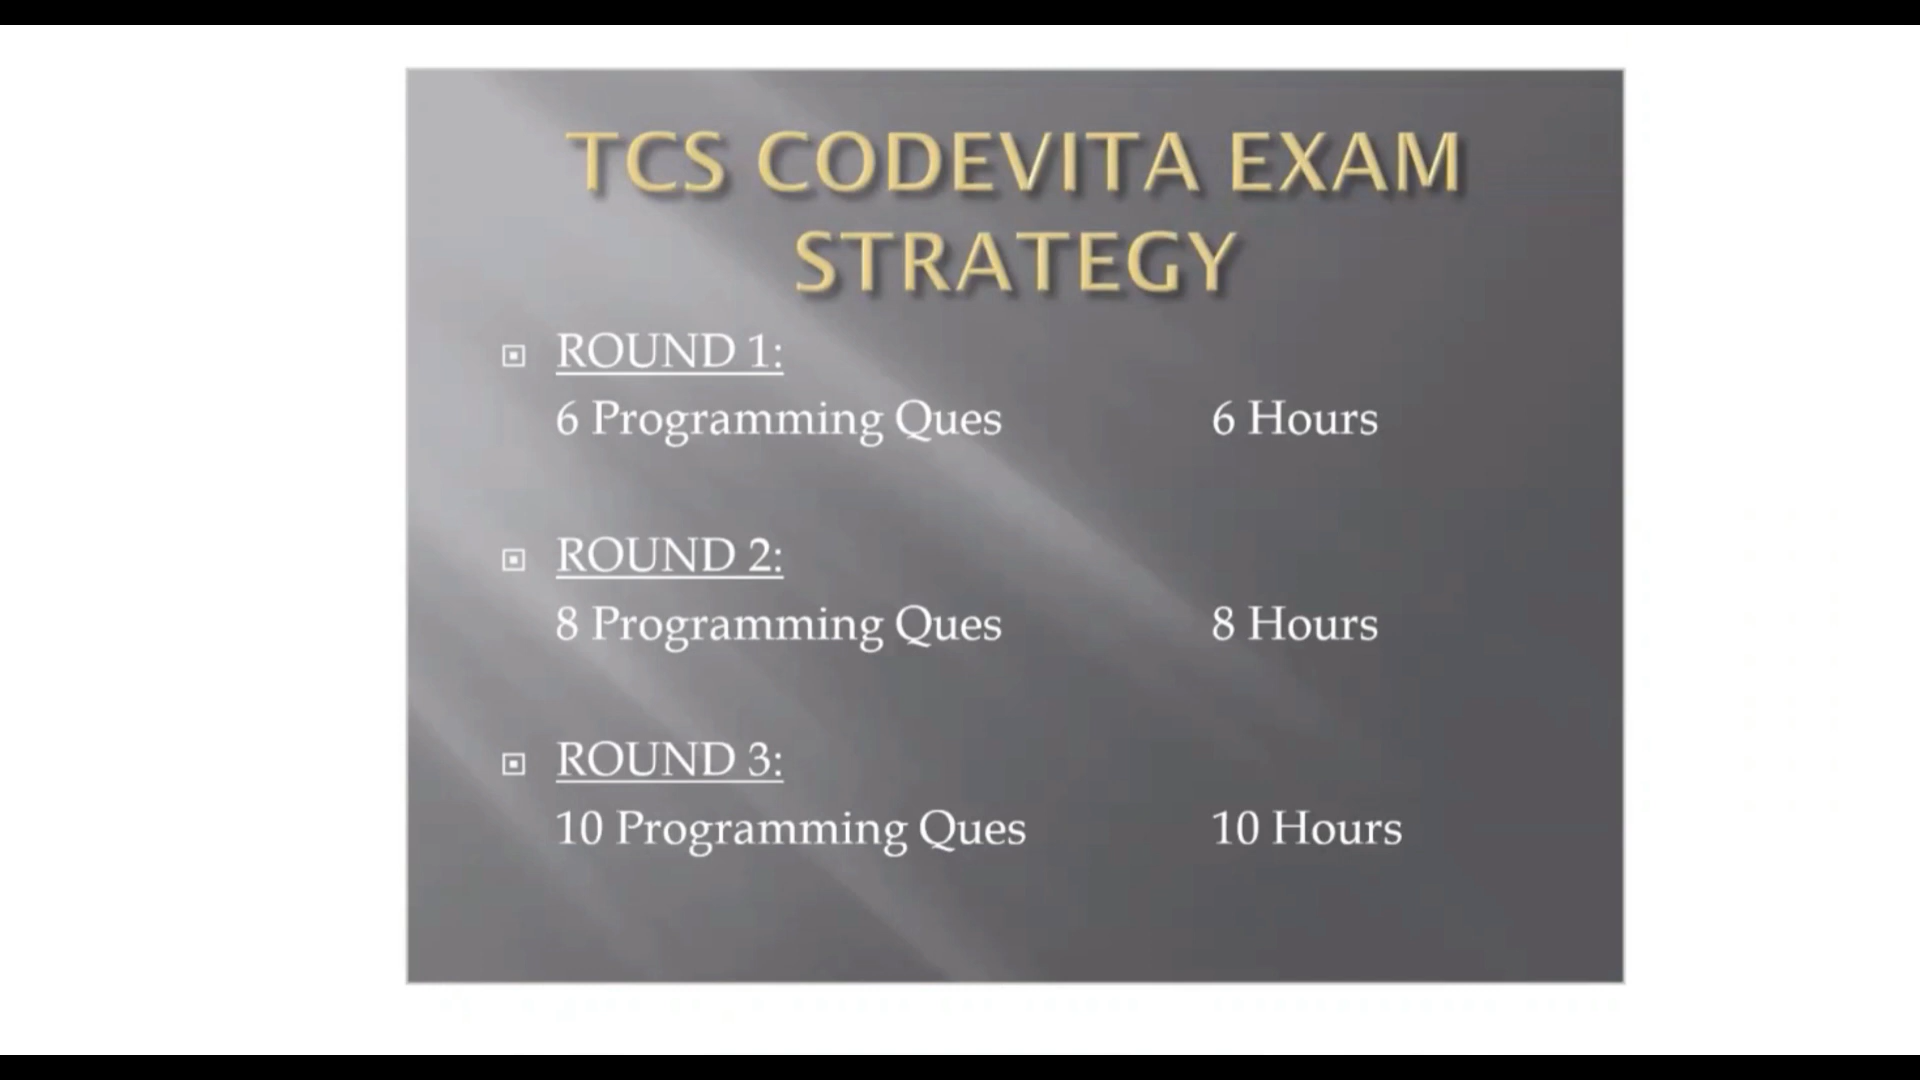 TCS CODEVITA EXAM
STRATEGY
ROUND 1:
6 Programming Ques 6 Hours
ROUND 2:
8 Programming Ques 8 Hours
ROUND 3:
10 Programming Ques 10 Hours